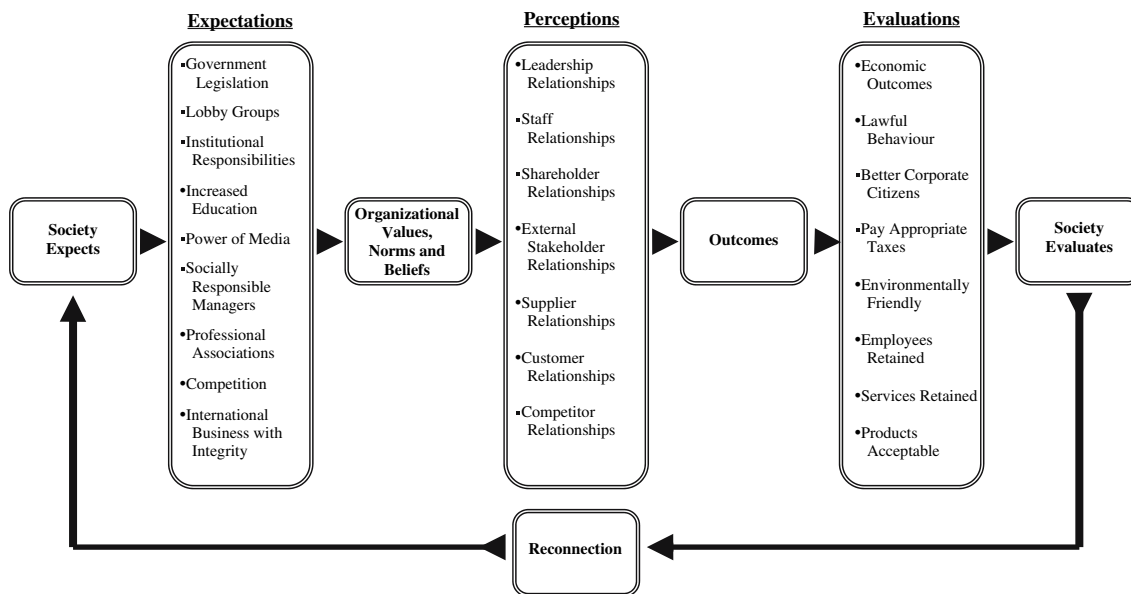 Expectations
Perceptions
Evaluations
▪Government
Legislation
▪Lobby Groups
▪Institutional
Responsibilities
•Increased
Education
▪Power of Media
▪Socially
Responsible
Managers
•Professional
Associations
•Competition
•International
Business with
Integrity
•Leadership
Relationships
▪Staff
Relationships
▪Shareholder
Relationships
•External
Stakeholder
Relationships
•Supplier
Relationships
•Customer
Relationships
▪Competitor
Relationships
•Economic
Outcomes
•Lawful
Behaviour
▪Better Corporate
Citizens
▪Pay Appropriate
Taxes
•Environmentally
Friendly
•Employees
Retained
•Services Retained
•Products
Acceptable
Society
Expects
Organizational
Values,
Norms and
Beliefs
Outcomes
Society
Evaluates
Reconnection